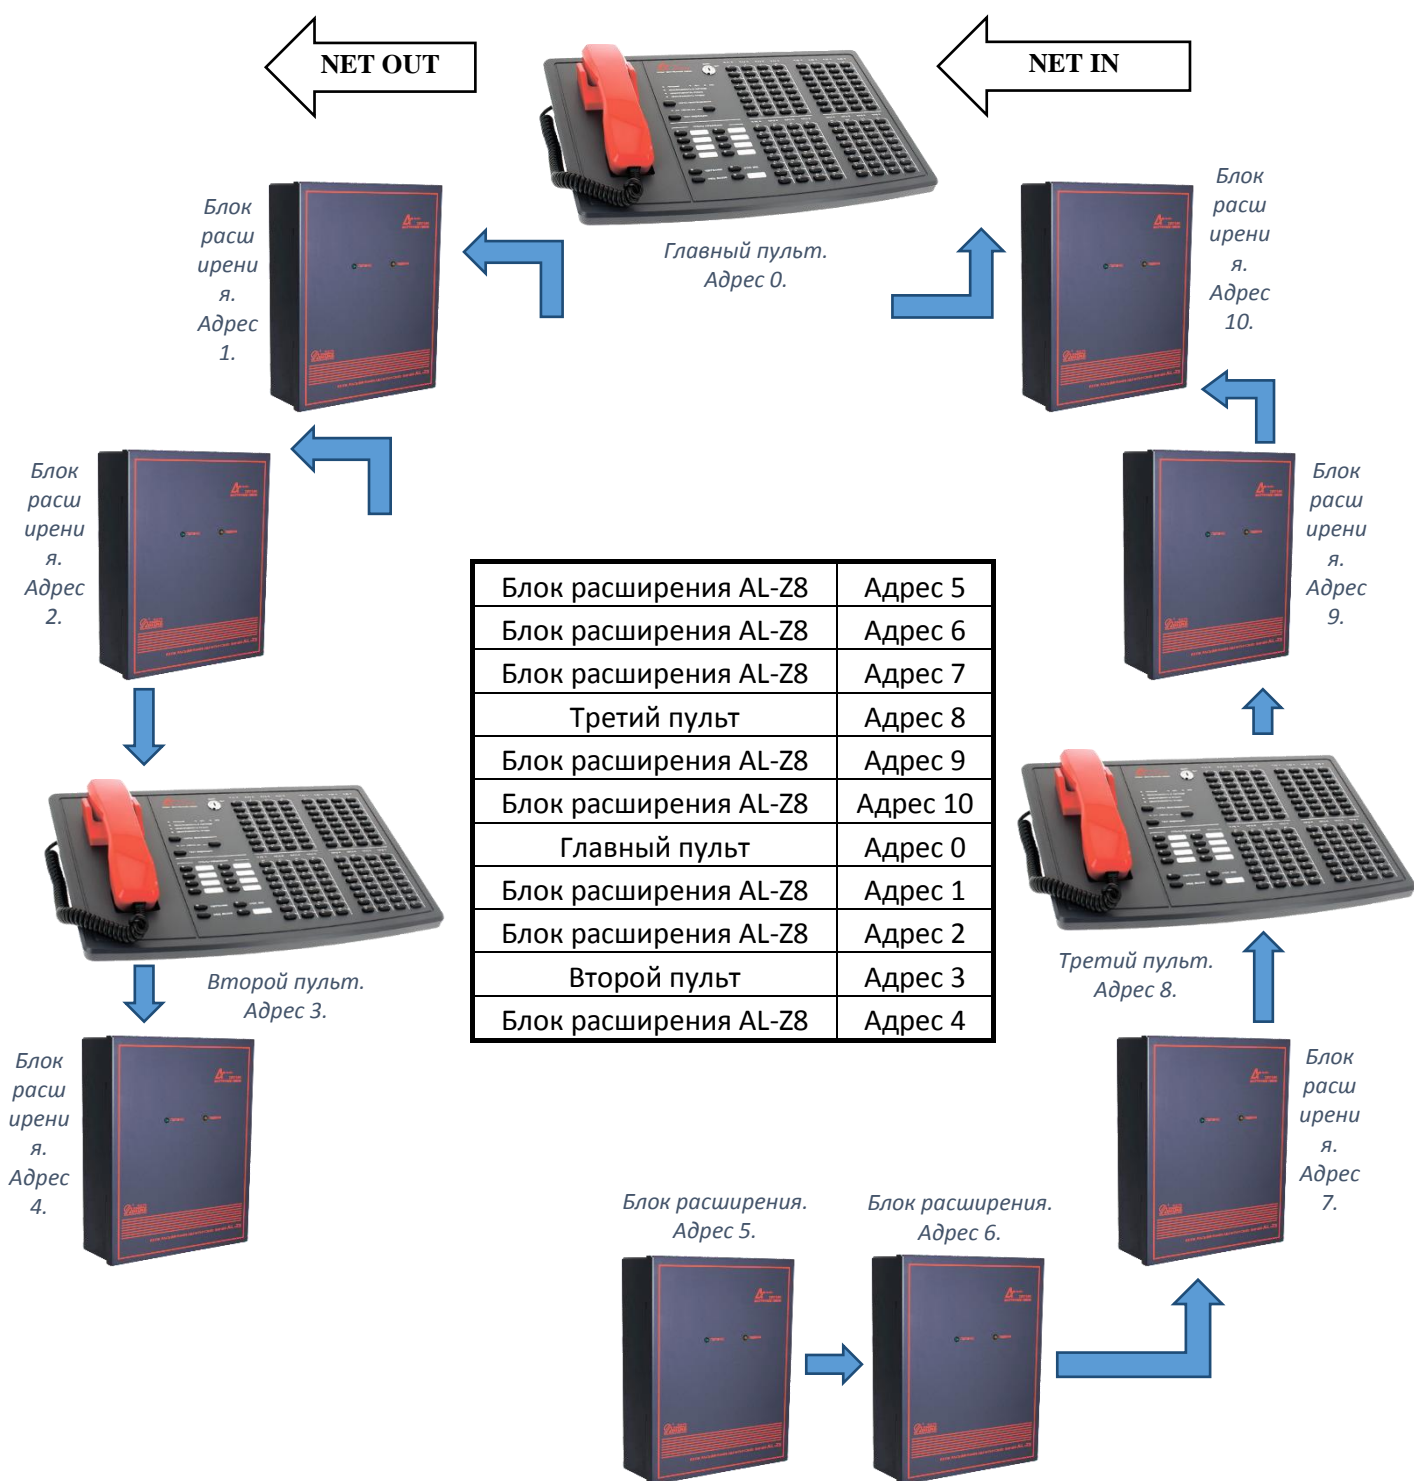 NET OUT
NET IN
Главный пульт.
Адрес 0.
Блок
расш
ирени
я.
Адрес
1.
Блок
расш
ирени
я.
Адрес
10.
Блок
расш
ирени
я.
Адрес
2.
Блок
расш
ирени
я.
Адрес
9.
Блок расширения AL-Z8 Адрес 5
Блок расширения AL-Z8 Адрес 6
Блок расширения AL-Z8 Адрес 7
Третий пульт Адрес 8
Блок расширения AL-Z8 Адрес 9
Блок расширения AL-Z8 Адрес 10
Главный пульт Адрес 0
Блок расширения AL-Z8 Адрес 1
Блок расширения AL-Z8 Адрес 2
Второй пульт Адрес 3
Блок расширения AL-Z8 Адрес 4
Второй пульт.
Адрес 3.
Третий пульт.
Адрес 8.
Блок
расш
ирени
я.
Адрес
4.
Блок
расш
ирени
я.
Адрес
7.
Блок расширения.
Адрес 5.
Блок расширения.
Адрес 6.